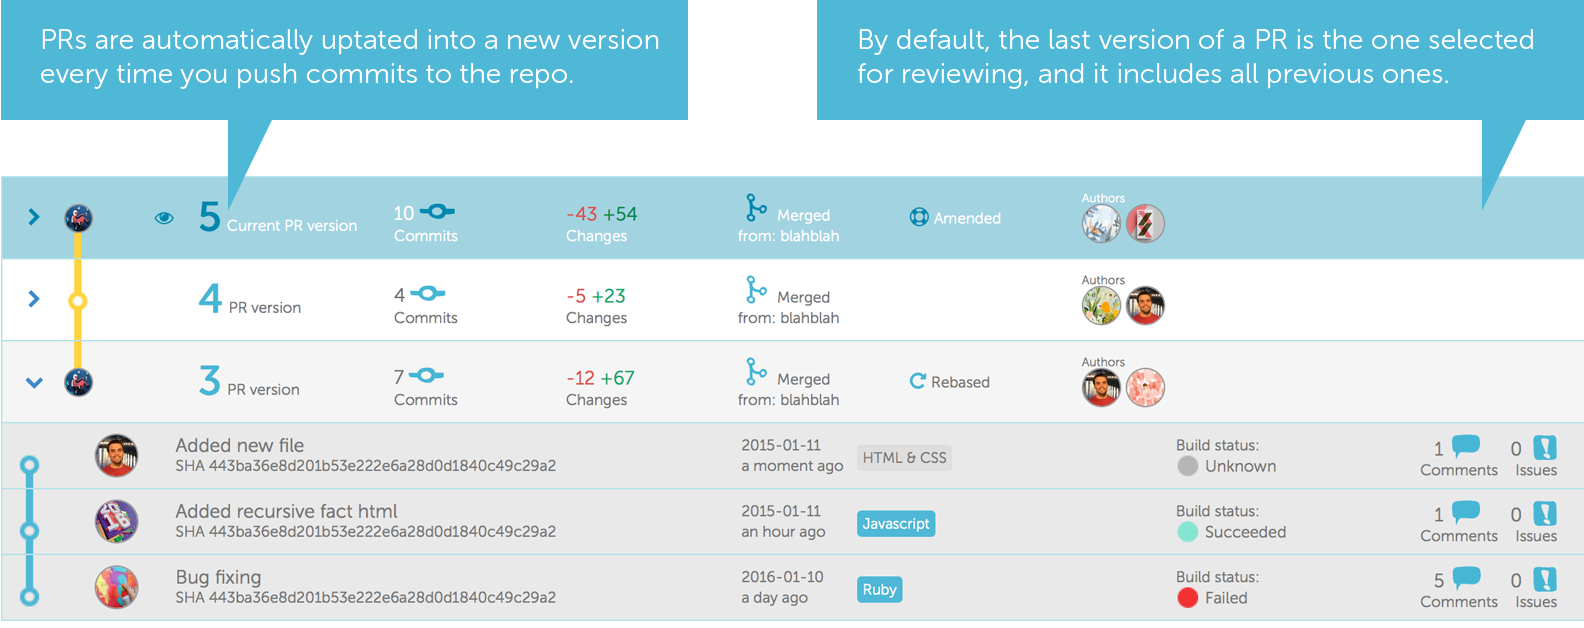 PRs are automatically uptated into a new version
every time you push commits to the repo.
By default, the last version of a PR is the one selected
for reviewing, and it includes all previous ones.
5 Current PR version
10
Commits
-43 +54
Changes
Merged
from: blahblah
Amended
Authors
4 PR version
4
Commits
-5 +23
Changes
Merged
from: blahblah
Authors
3 PR version
7
Commits
-12 +67
Changes
Merged
from: blahblah
Rebased
Authors
Added new file
SHA 443ba36e8d201b53e222e6a28d0d1840c49c29a2
2015-01-11
a moment ago
HTML & CSS
Build status:
Unknown
1
Comments
0
Issues
Added recursive fact html
SHA 443ba36e8d201b53e222e6a28d0d1840c49c29a2
2015-01-11
an hour ago
Javascript
Build status:
Succeeded
1
Comments
0
Issues
Bug fixing
SHA 443ba36e8d201b53e222e6a28d0d1840c49c29a2
2016-01-10
a day ago
Ruby
Build status:
Failed
5
Comments
0
Issues